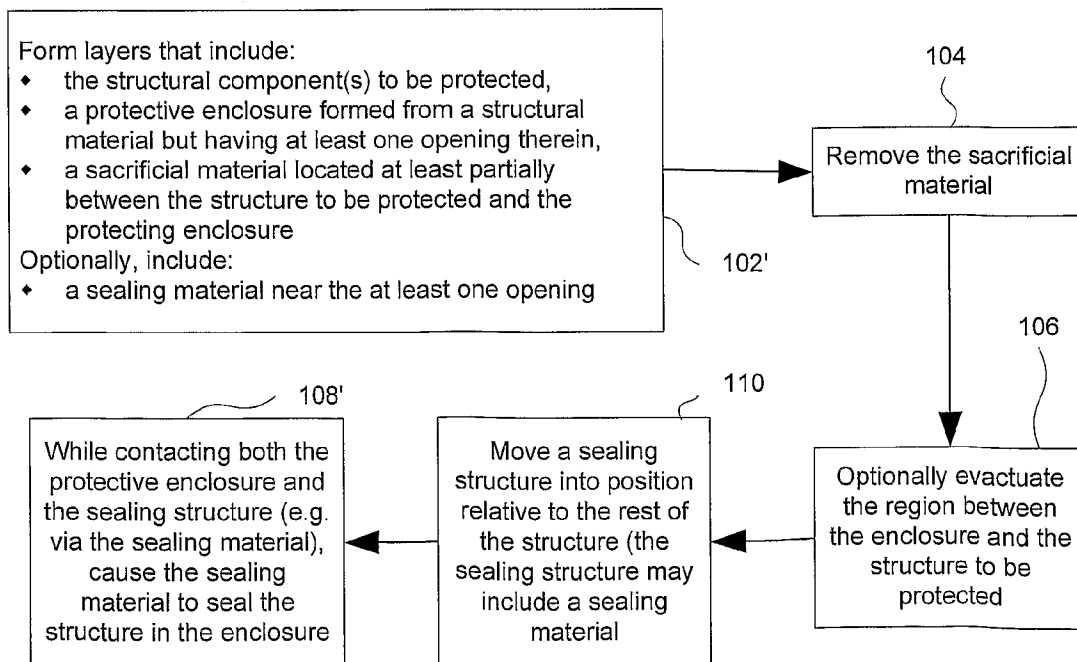 Form layers that include:
◆ the structural component(s) to be protected,
◆ a protective enclosure formed from a structural
material but having at least one opening therein,
◆ a sacrificial material located at least partially
between the structure to be protected and the
protecting enclosure
Optionally, include:
◆ a sealing material near the at least one opening
102'
104
Remove the sacrificial
material
106
Optionally evactuate
the region between
the enclosure and the
structure to be
protected
110
Move a sealing
structure into position
relative to the rest of
the structure (the
sealing structure may
include a sealing
material
108'
While contacting both the
protective enclosure and
the sealing structure (e.g.
via the sealing material),
cause the sealing
material to seal the
structure in the enclosure